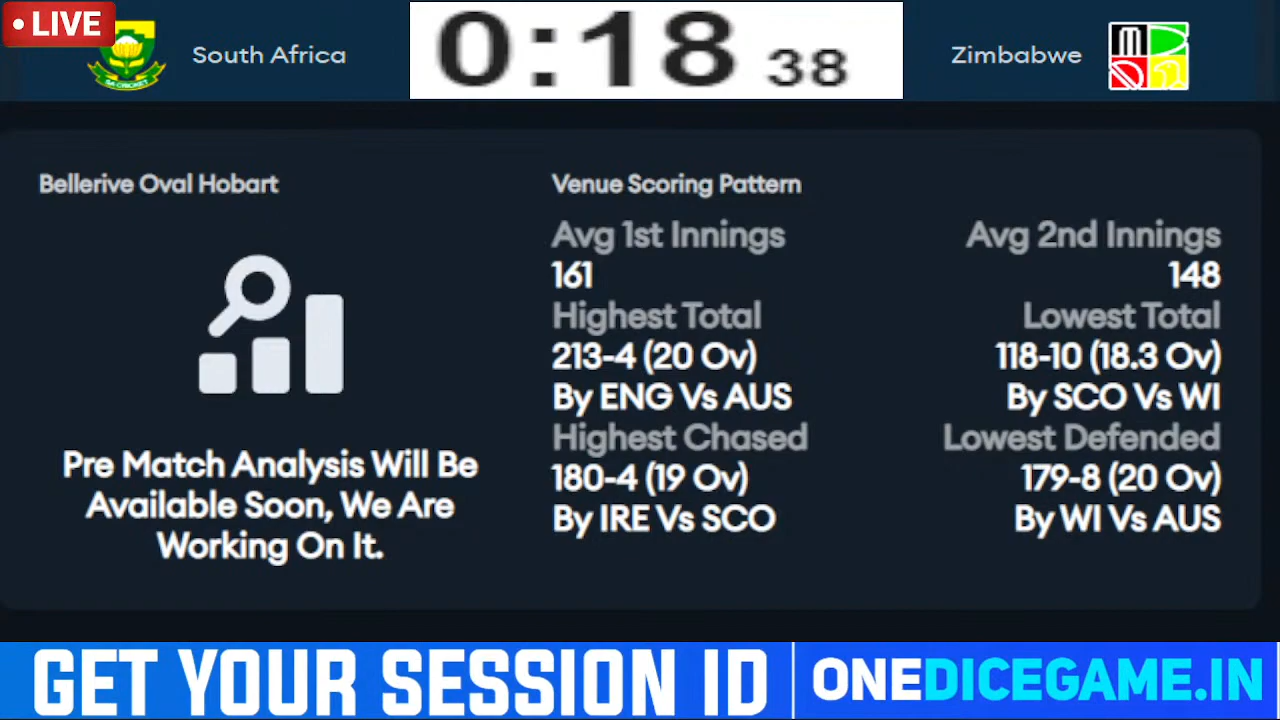 • LIVE
South Africa
0:18 38
Zimbabwe
SA CRICKET
Bellerive Oval Hobart
Pre Match Analysis Will Be
Available Soon, We Are
Working On It.
Venue Scoring Pattern
Avg 1st Innings
161
Avg 2nd Innings
148
Highest Total
213-4 (20 Ov)
By ENG Vs AUS
Lowest Total
118-10 (18.3 Ov)
By SCO Vs WI
Highest Chased
180-4 (19 Ov)
By IRE Vs SCO
Lowest Defended
179-8 (20 Ov)
By WI Vs AUS
GET YOUR SESSION ID
ONEDICEGAME.IN